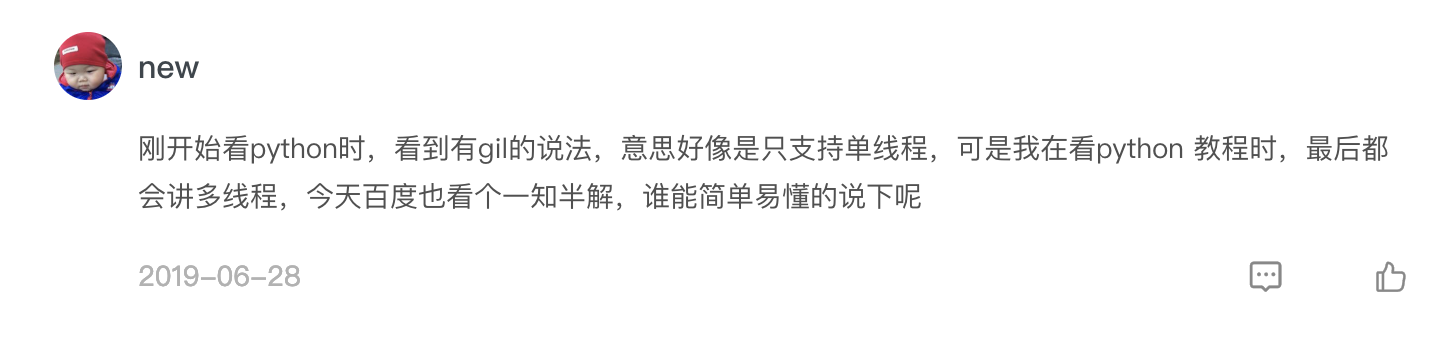 new
刚开始看python时，看到有gil的说法，意思好像是只支持单线程，可是我在看python 教程时，最后都
会讲多线程，今天百度也看个一知半解，谁能简单易懂的说下呢
2019-06-28